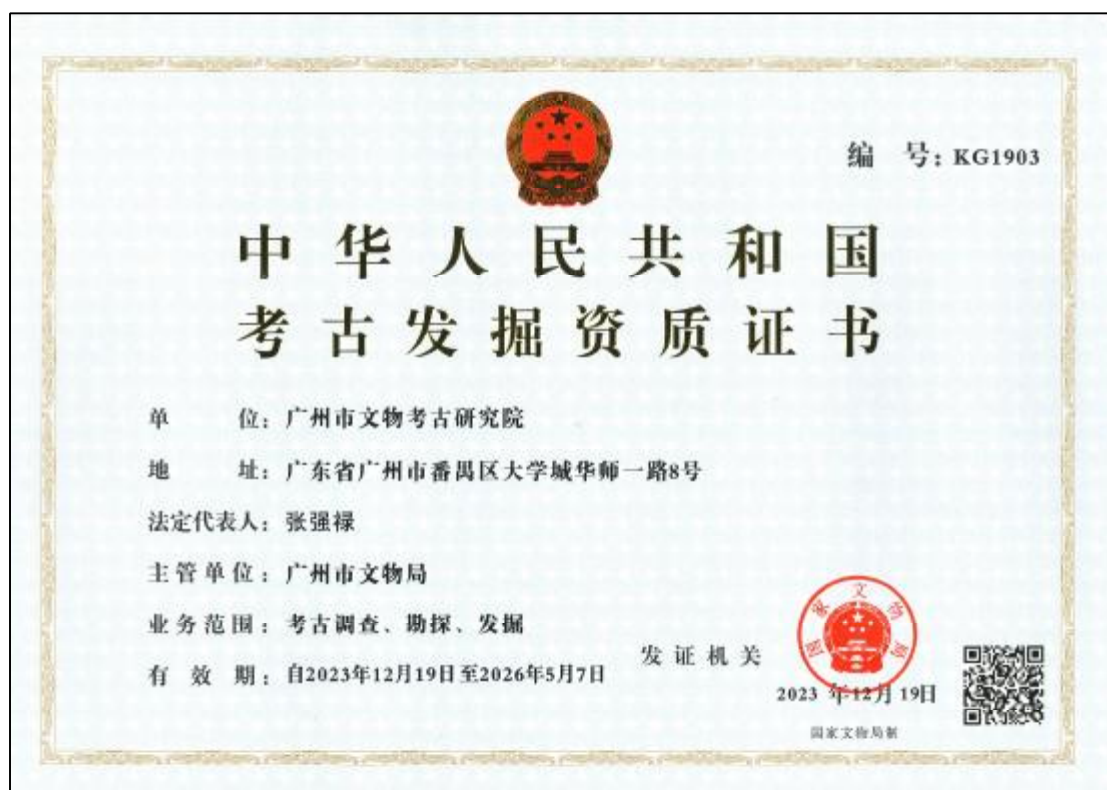 编 号：KG1903
中华人民共和国
考古发掘资质证书
单 位：广州市文物考古研究院
地 址：广东省广州市番禺区大学城华师一路8号
法定代表人：张强禄
主管单位：广州市文物局
业务范围：考古调查、勘探、发掘
有 效 期：自2023年12月19日至2026年5月7日
发证机关
国家文物局
2023 年12月 19日
国家文物局制